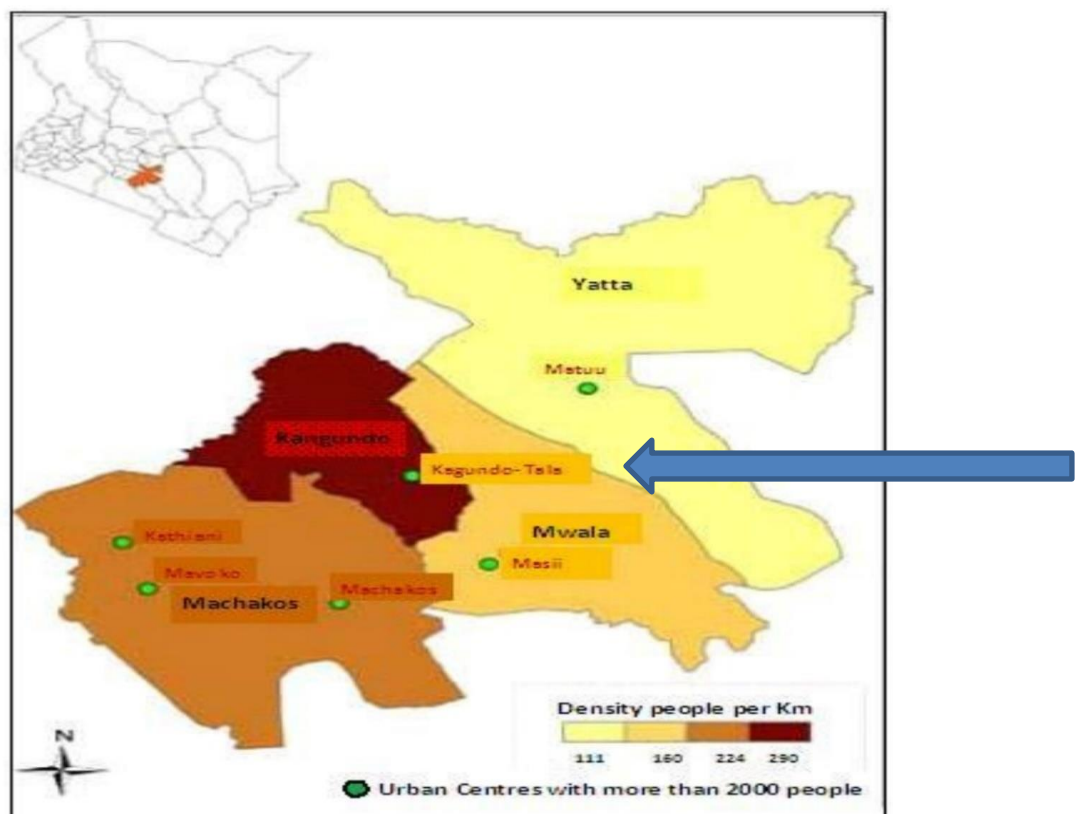 Yatta
Matuu
Kangundo
Kagundo-Tala
Mwala
Kathiani
Masii
Mavoko
Machakos
Machakos
Density people per Km
111 160 224 290
N
Urban Centres with more than 2000 people